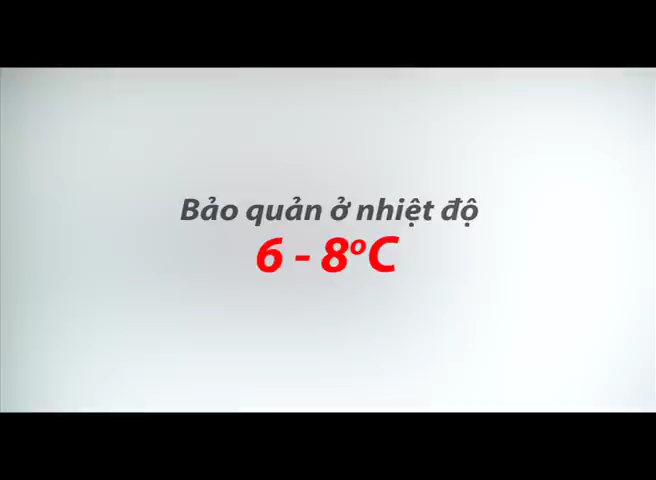 Bảo quản ở nhiệt độ
6 - 8ºC